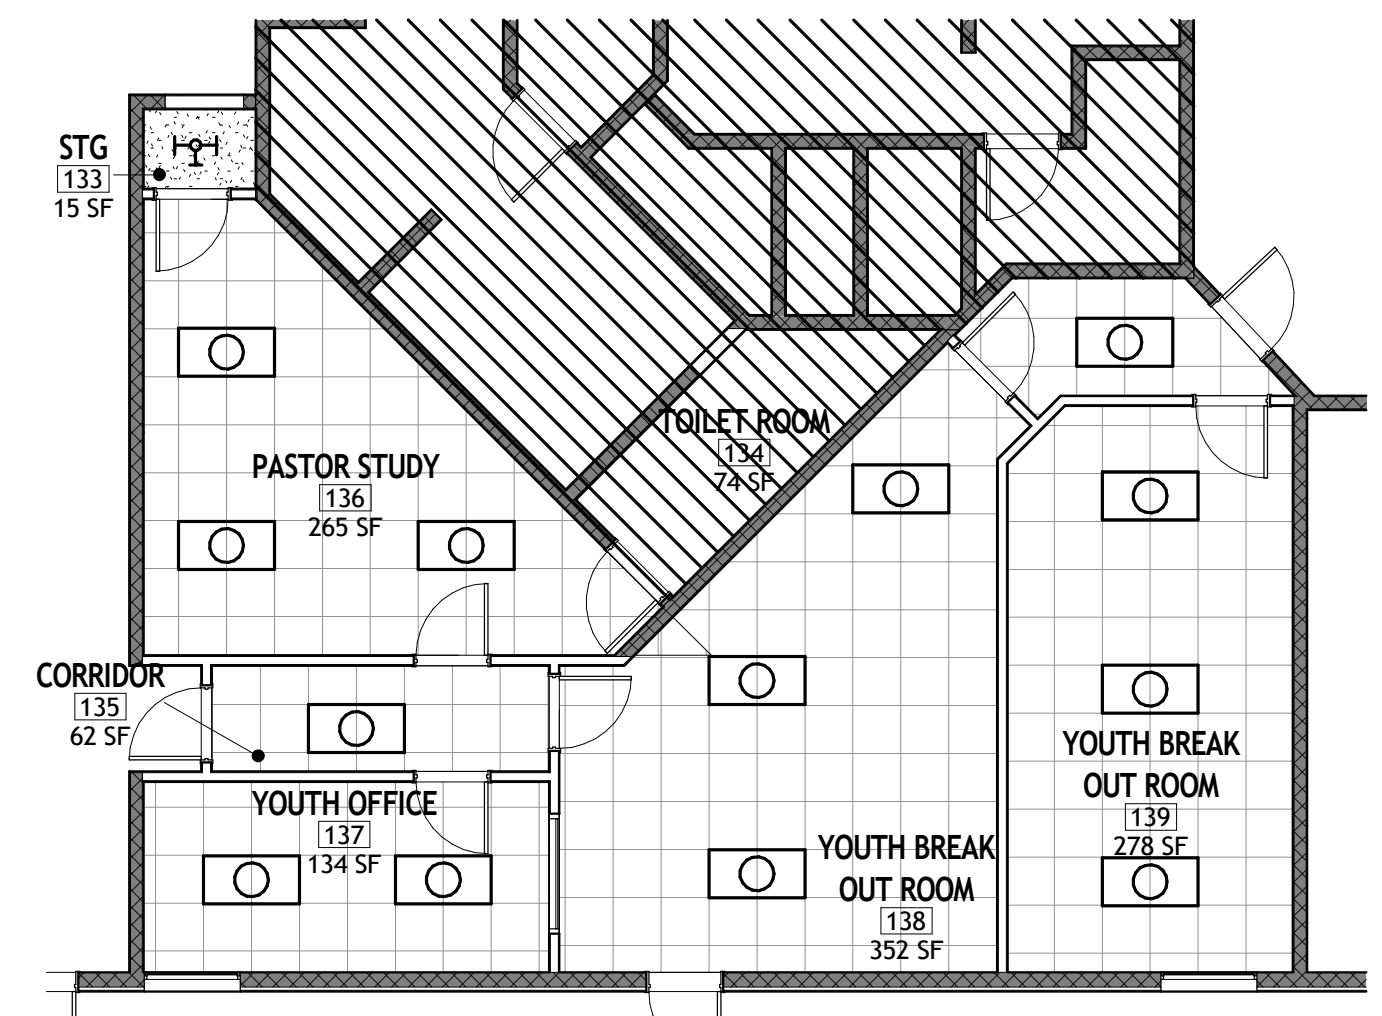 STG
133
15 SF
TOILET ROOM
134
74 SF
PASTOR STUDY
136
265 SF
CORRIDOR
135
62 SF
YOUTH BREAK
OUT ROOM
139
278 SF
YOUTH OFFICE
137
134 SF
YOUTH BREAK
OUT ROOM
138
352 SF